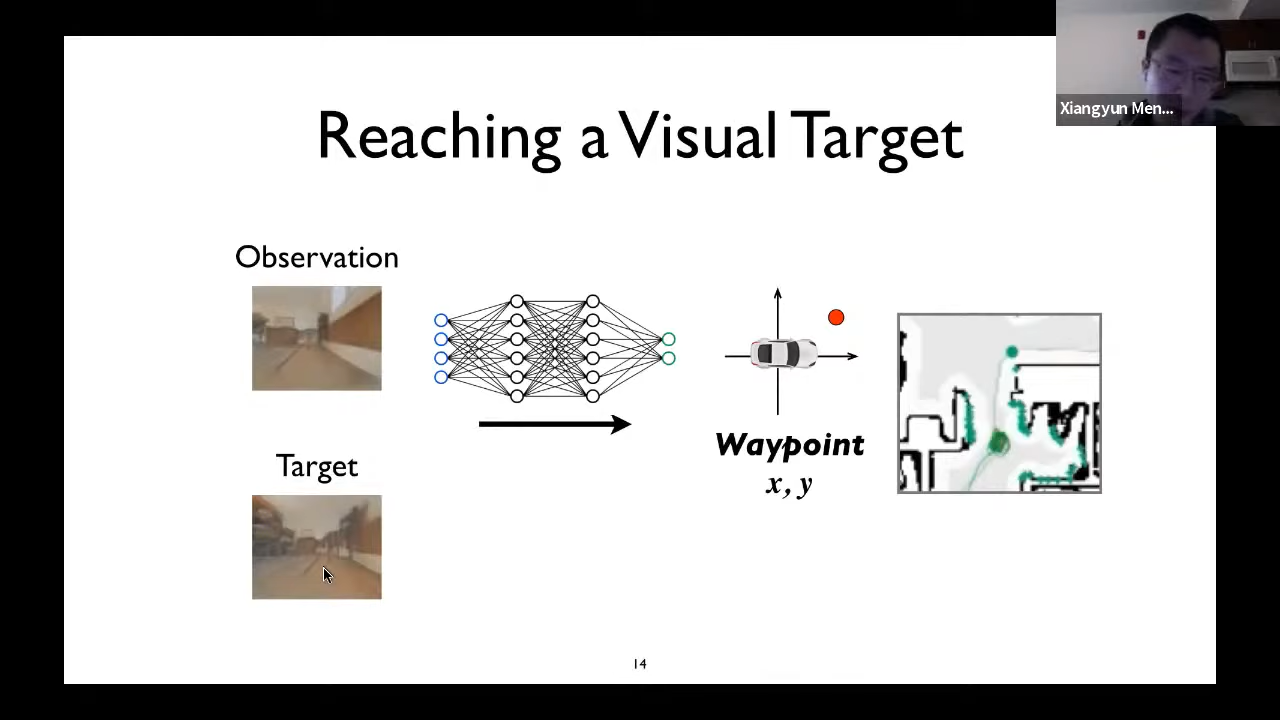 Xiangyun Men...
Reaching a Visual Target
Observation
Target
Waypoint
x, y
14